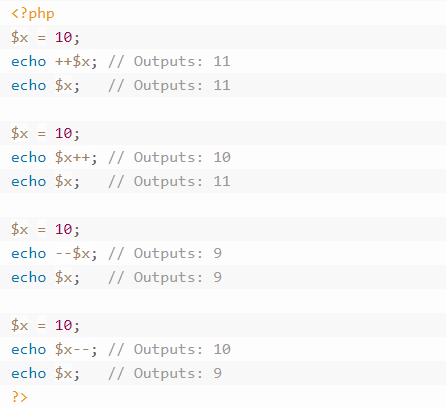 <?php
$x = 10;
echo ++$x; // Outputs: 11
echo $x;   // Outputs: 11

$x = 10;
echo $x++; // Outputs: 10
echo $x;   // Outputs: 11

$x = 10;
echo --$x; // Outputs: 9
echo $x;   // Outputs: 9

$x = 10;
echo $x--; // Outputs: 10
echo $x;   // Outputs: 9
?>